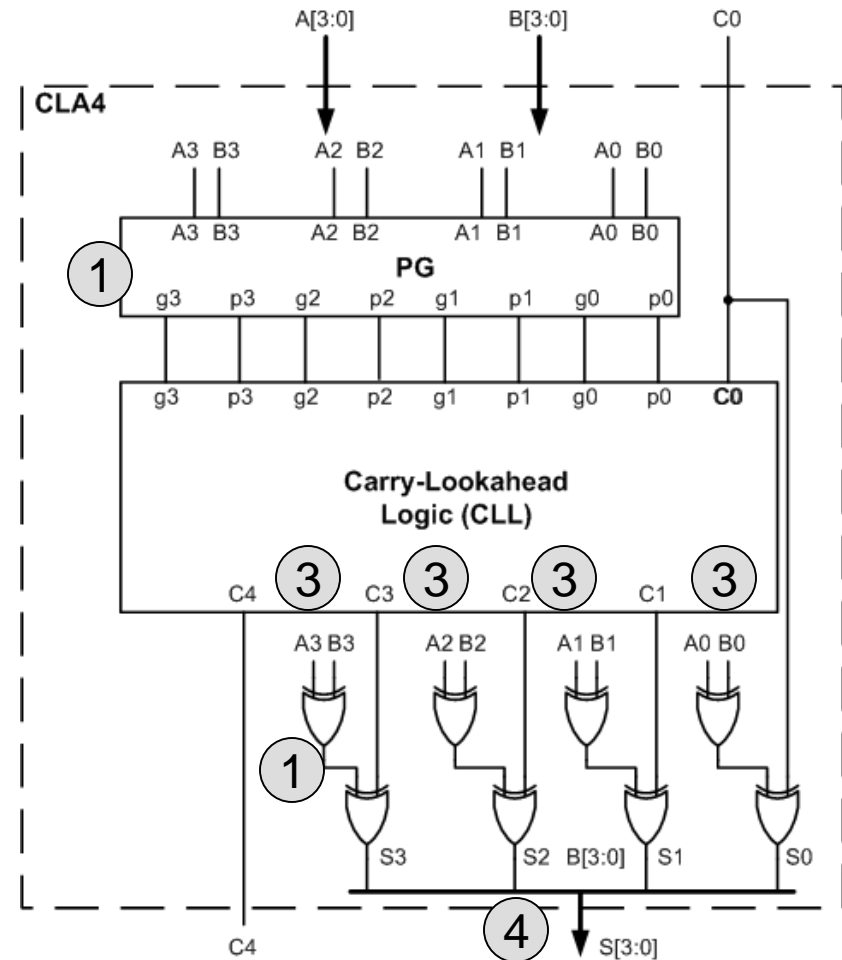 A[3:0] B[3:0] C0
CLA4
A3 B3 A2 B2 A1 B1 A0 B0
A3 B3 A2 B2 A1 B1 A0 B0
1 PG
g3 p3 g2 p2 g1 p1 g0 p0
g3 p3 g2 p2 g1 p1 g0 p0 C0
Carry-Lookahead
Logic (CLL)
C4 3 C3 3 C2 3 C1 3
A3 B3 A2 B2 A1 B1 A0 B0
1
S3 S2 B[3:0] S1 S0
4
C4 S[3:0]